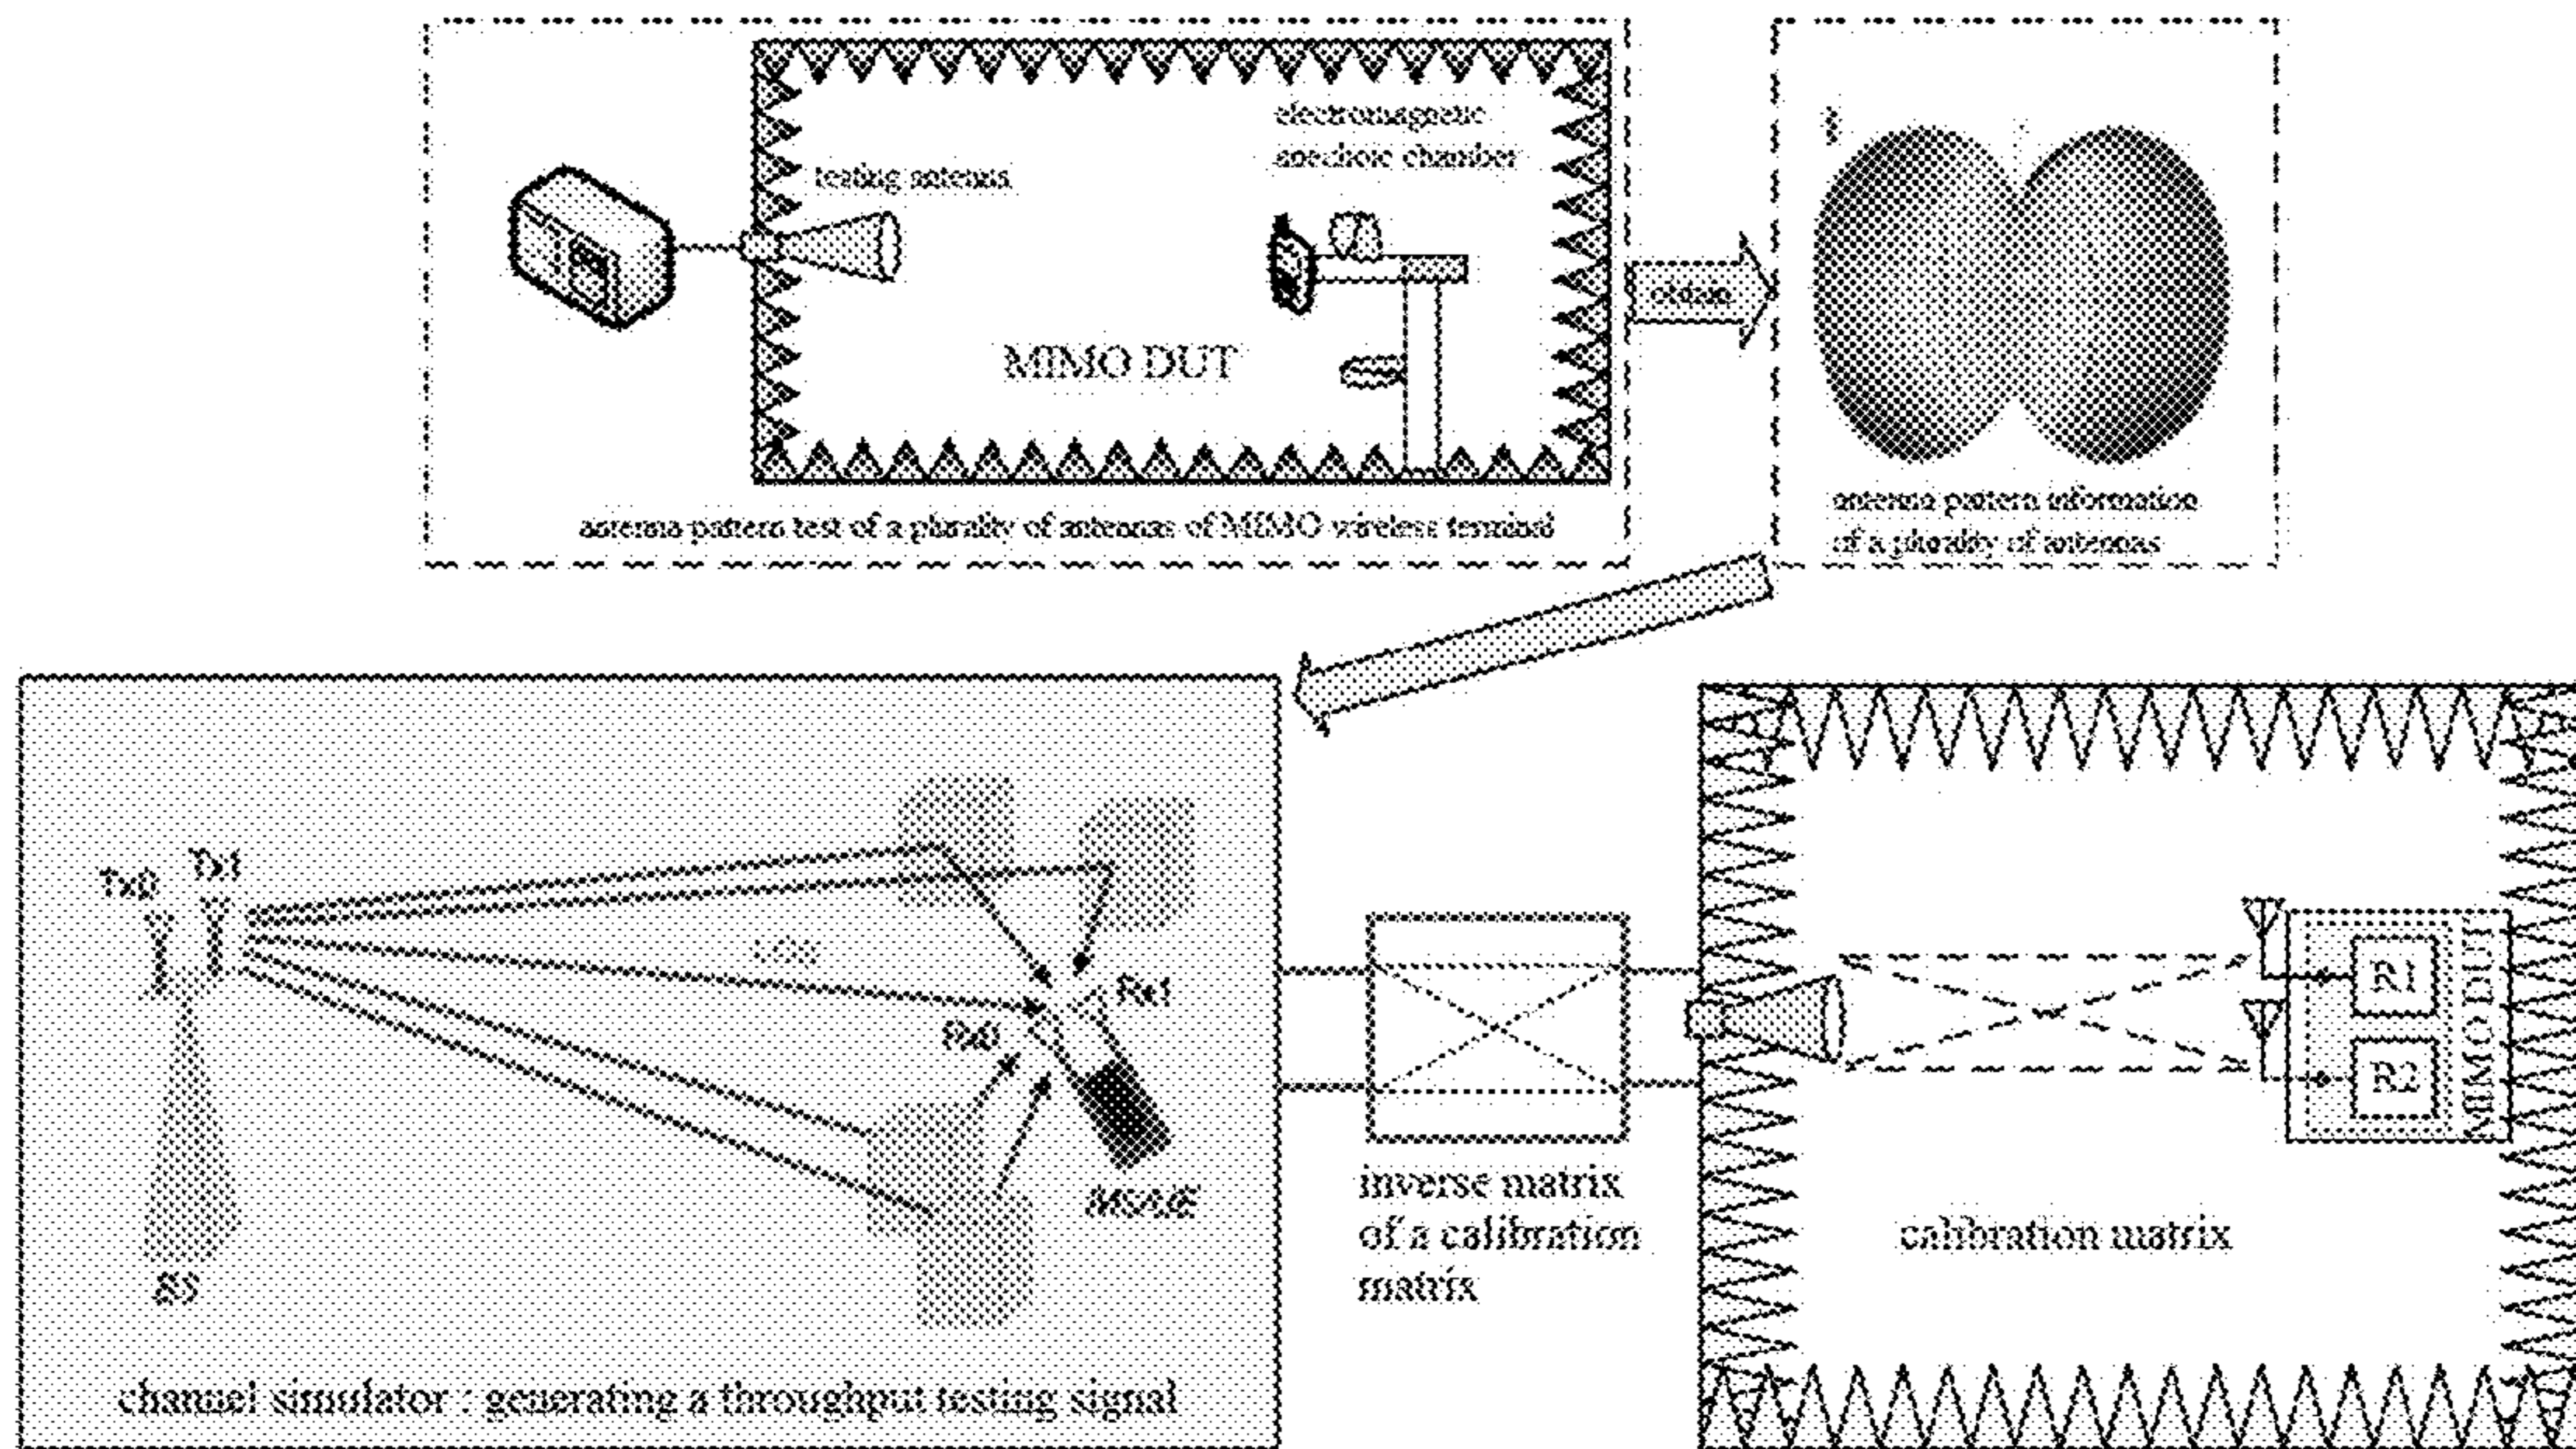 electromagnetic
anechoic chamber
testing antenna
MIMO DUT
antenna pattern test of a plurality of antennas of MIMO wireless terminal
obtain
antenna pattern information
of a plurality of antennas
Tx0
Tx1
LOS
Rx1
Rx0
MS/UE
BS
channel simulator : generating a throughput testing signal
inverse matrix
of a calibration
matrix
R1
R2
MIMO DUT
calibration matrix